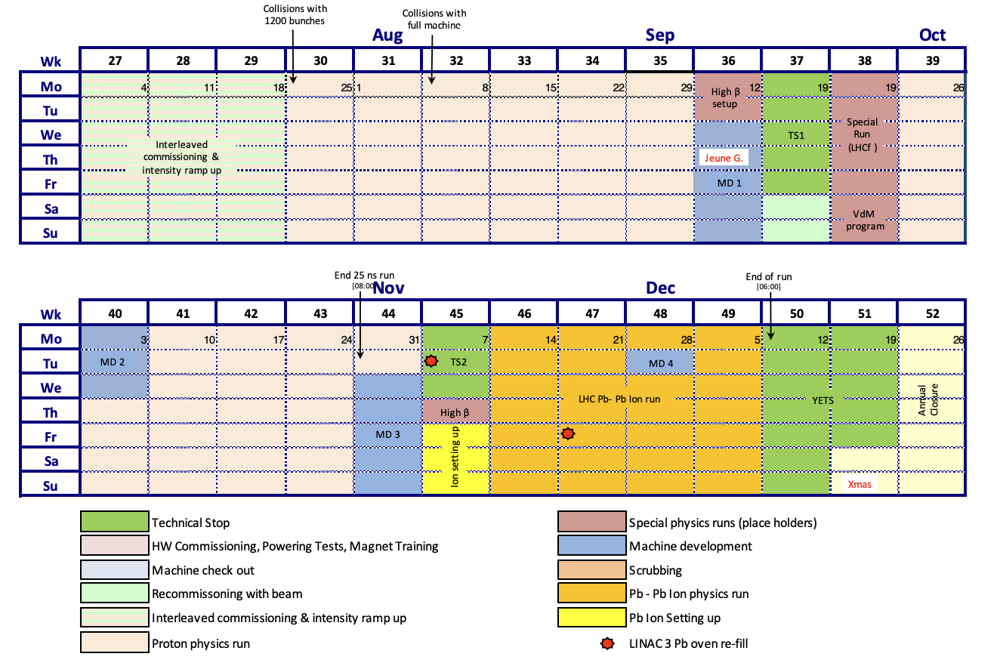 Collisions with
1200 bunches
Collisions with
full machine
Aug
Sep
Oct
Wk 27 28 29 30 31 32 33 34 35 36 37 38 39
Mo 4 11 18 25 1 8 15 22 29 12 19 19 26
High β
setup
Tu
We
Th
Fr
Sa
Su
Interleaved
commissioning &
intensity ramp up
Jeune G.
MD 1
TS1
Special
Run
(LHCf )
VdM
program
End 25 ns run
[08:00
Nov
Dec
End of run
[06:00]
Wk 40 41 42 43 44 45 46 47 48 49 50 51 52
Mo 3 10 17 24 31 7 14 21 28 5 12 19 26
Tu MD 2 TS2 MD 4
We
LHC Pb- Pb Ion run
YETS
Annual
Closure
Th High β
Fr MD 3
Ion setting up
Sa
Su Xmas
Technical Stop
HW Commissioning, Powering Tests, Magnet Training
Machine check out
Recommissoning with beam
Interleaved commissioning & intensity ramp up
Proton physics run
Special physics runs (place holders)
Machine development
Scrubbing
Pb - Pb Ion physics run
Pb Ion Setting up
LINAC 3 Pb oven re-fill